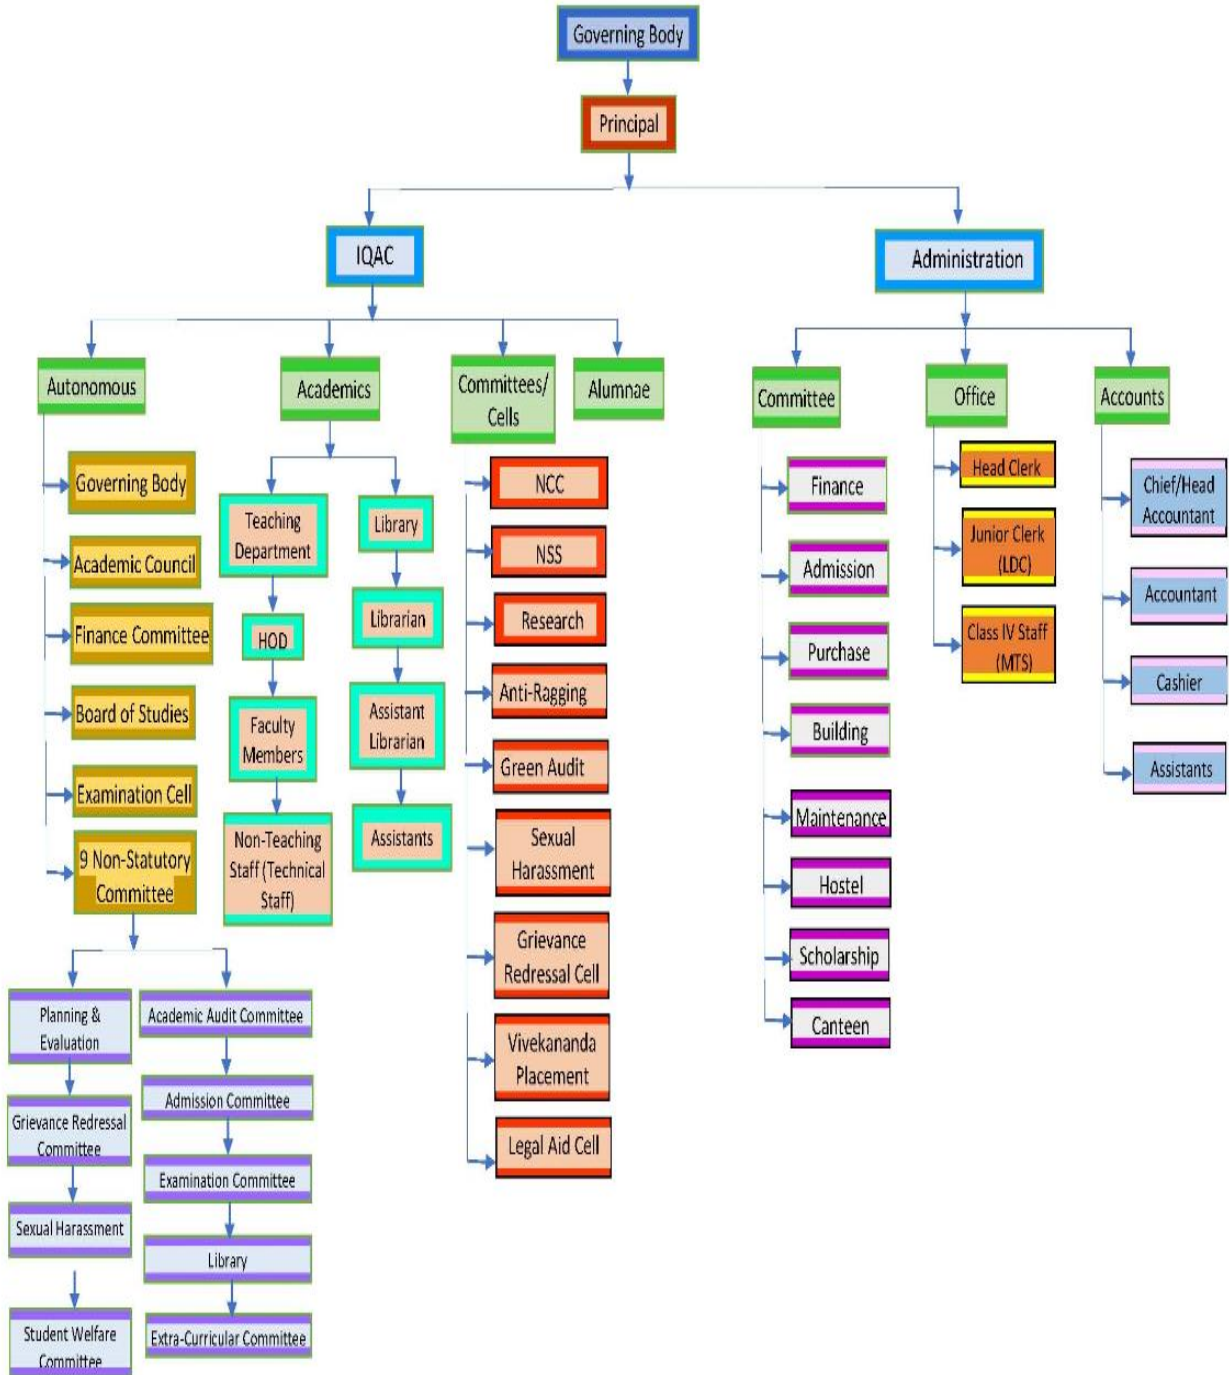 Governing Body
Principal
IQAC
Administration
Autonomous
Academics
Committees/
Cells
Alumnae
Committee
Office
Accounts
Governing Body
Academic Council
Finance Committee
Board of Studies
Examination Cell
9 Non-Statutory
Committee
Planning &
Evaluation
Grievance Redressal
Committee
Sexual Harassment
Student Welfare
Committee
Academic Audit Committee
Admission Committee
Examination Committee
Library
Extra-Curricular Committee
Teaching
Department
HOD
Faculty
Members
Non-Teaching
Staff (Technical
Staff)
Library
Librarian
Assistant
Librarian
Assistants
NCC
NSS
Research
Anti-Ragging
Green Audit
Sexual
Harassment
Grievance
Redressal Cell
Vivekananda
Placement
Legal Aid Cell
Finance
Admission
Purchase
Building
Maintenance
Hostel
Scholarship
Canteen
Head Clerk
Junior Clerk
(LDC)
Class IV Staff
(MTS)
Chief/Head
Accountant
Accountant
Cashier
Assistants